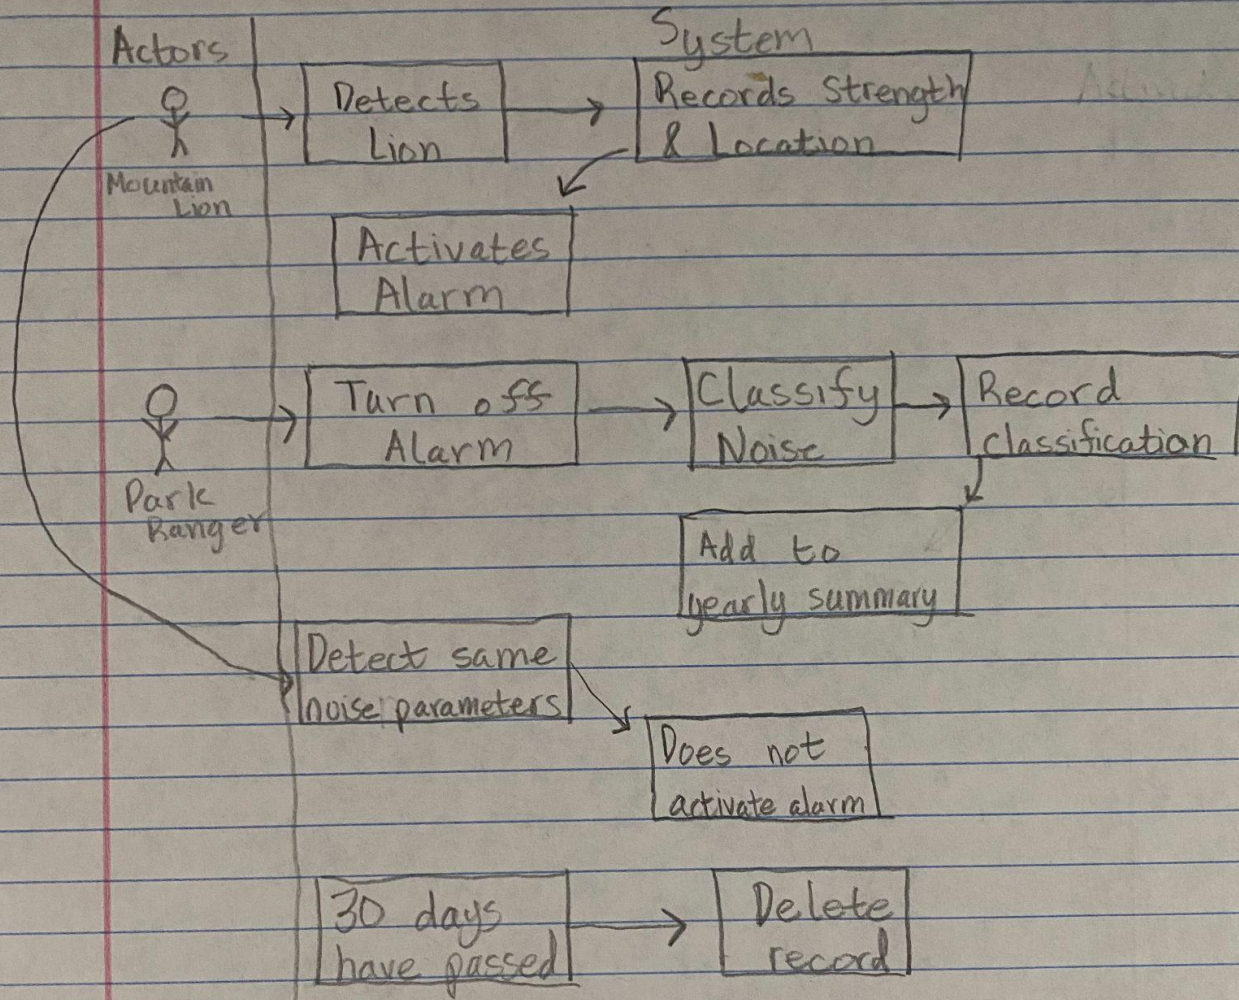 Actors
System
Detects
Lion
Records Strength
& Location
Mountain
Lion
Activates
Alarm
Turn off
Alarm
Classify
Noise
Record
classification
Park
Ranger
Add to
yearly summary
Detect same
noise parameters
Does not
activate alarm
30 days
have passed
Delete
record